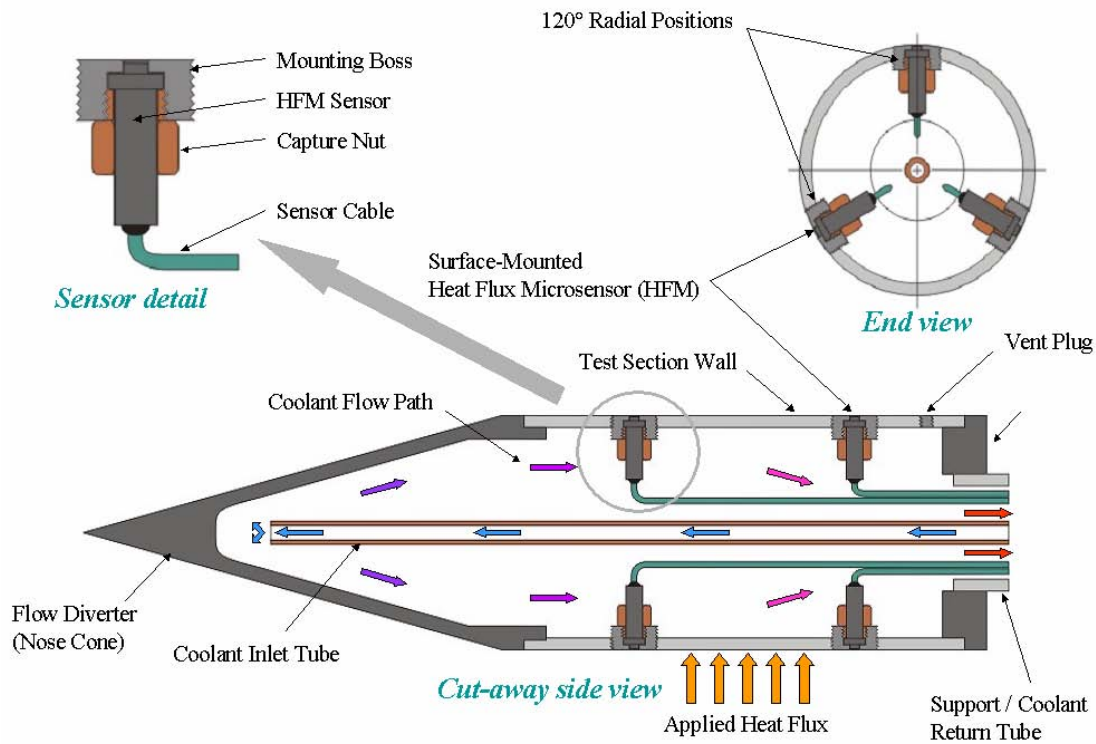 Mounting Boss
HFM Sensor
Capture Nut
Sensor Cable
Sensor detail
120° Radial Positions
Surface-Mounted
Heat Flux Microsensor (HFM)
End view
Vent Plug
Test Section Wall
Coolant Flow Path
Flow Diverter
(Nose Cone)
Coolant Inlet Tube
Cut-away side view
Applied Heat Flux
Support / Coolant
Return Tube